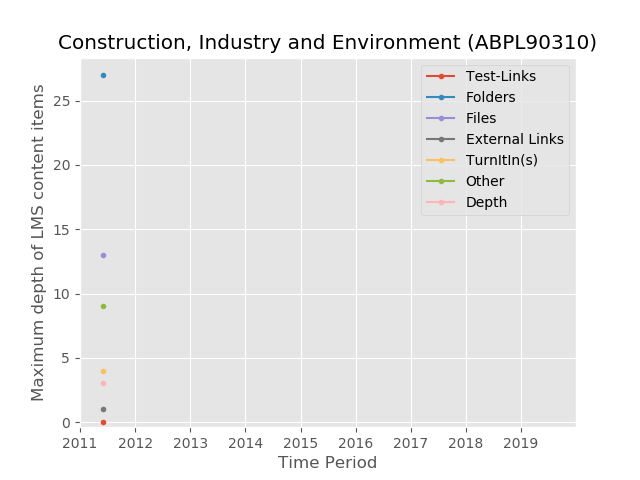 Construction, Industry and Environment (ABPL90310)
Maximum depth of LMS content items
25
20
15
10
5
0
Test-Links
Folders
Files
External Links
TurnItIn(s)
Other
Depth
2011 2012 2013 2014 2015 2016 2017 2018 2019
Time Period